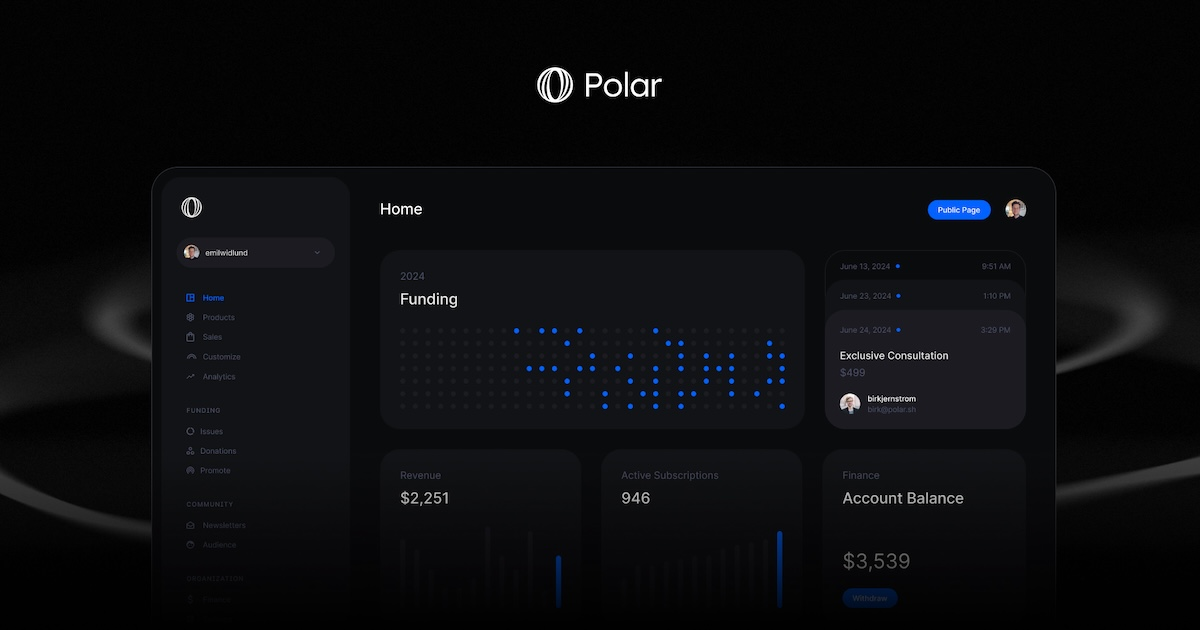 Polar
Home
Public Page
emilwidlund
Home
Products
Sales
Customize
Analytics
FUNDING
Issues
Donations
Promote
COMMUNITY
Newsletters
Audience
ORGANIZATION
2024
Funding
June 13, 2024 9:51 AM
June 23, 2024 1:10 PM
June 24, 2024 3:29 PM
Exclusive Consultation
$499
birkjernstrom
birk@polar.sh
Revenue
$2,251
Active Subscriptions
946
Finance
Account Balance
$3,539
Withdraw